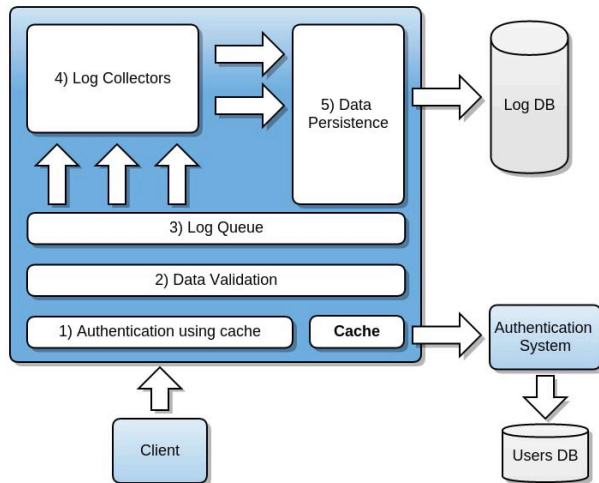 4) Log Collectors
5) Data
Persistence
Log DB
3) Log Queue
2) Data Validation
1) Authentication using cache
Cache
Authentication
System
Client
Users DB